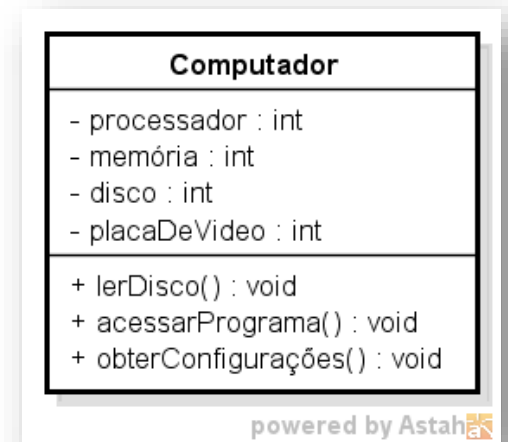 Computador
- processador : int
- memória : int
- disco : int
- placaDeVideo : int
+ lerDisco() : void
+ acessarPrograma() : void
+ obterConfigurações() : void
powered by Astah